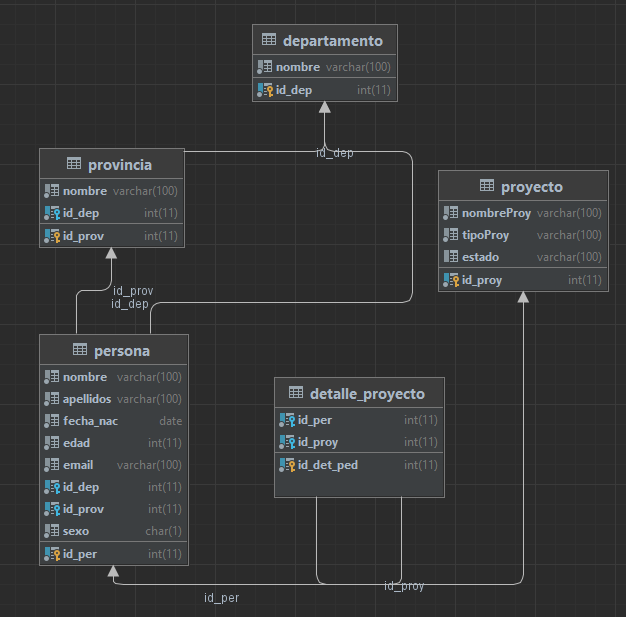 departamento
nombre varchar(100)
id_dep int(11)
id_dep
provincia
nombre varchar(100)
id_dep int(11)
id_prov int(11)
proyecto
nombreProy varchar(100)
tipoProy varchar(100)
estado varchar(100)
id_proy int(11)
id_prov
id_dep
persona
nombre varchar(100)
apellidos varchar(100)
fecha_nac date
edad int(11)
email varchar(100)
id_dep int(11)
id_prov int(11)
sexo char(1)
id_per int(11)
detalle_proyecto
id_per int(11)
id_proy int(11)
id_det_ped int(11)
id_proy
id_per